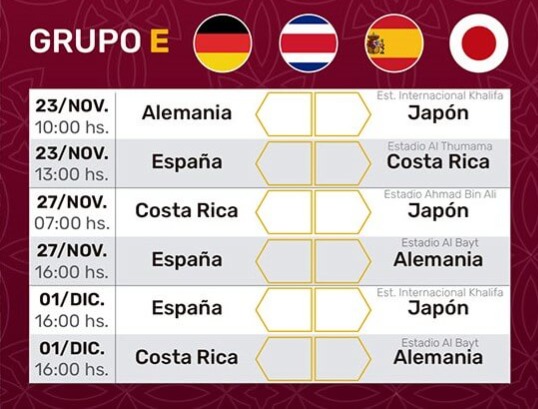 GRUPO E
23/NOV.
10:00 hs.
Alemania
Est. Internacional Khalifa
Japón
23/NOV.
13:00 hs.
España
Estadio Al Thumama
Costa Rica
27/NOV.
07:00 hs.
Costa Rica
Estadio Ahmad Bin Ali
Japón
27/NOV.
16:00 hs.
España
Estadio Al Bayt
Alemania
01/DIC.
16:00 hs.
España
Est. Internacional Khalifa
Japón
01/DIC.
16:00 hs.
Costa Rica
Estadio Al Bayt
Alemania